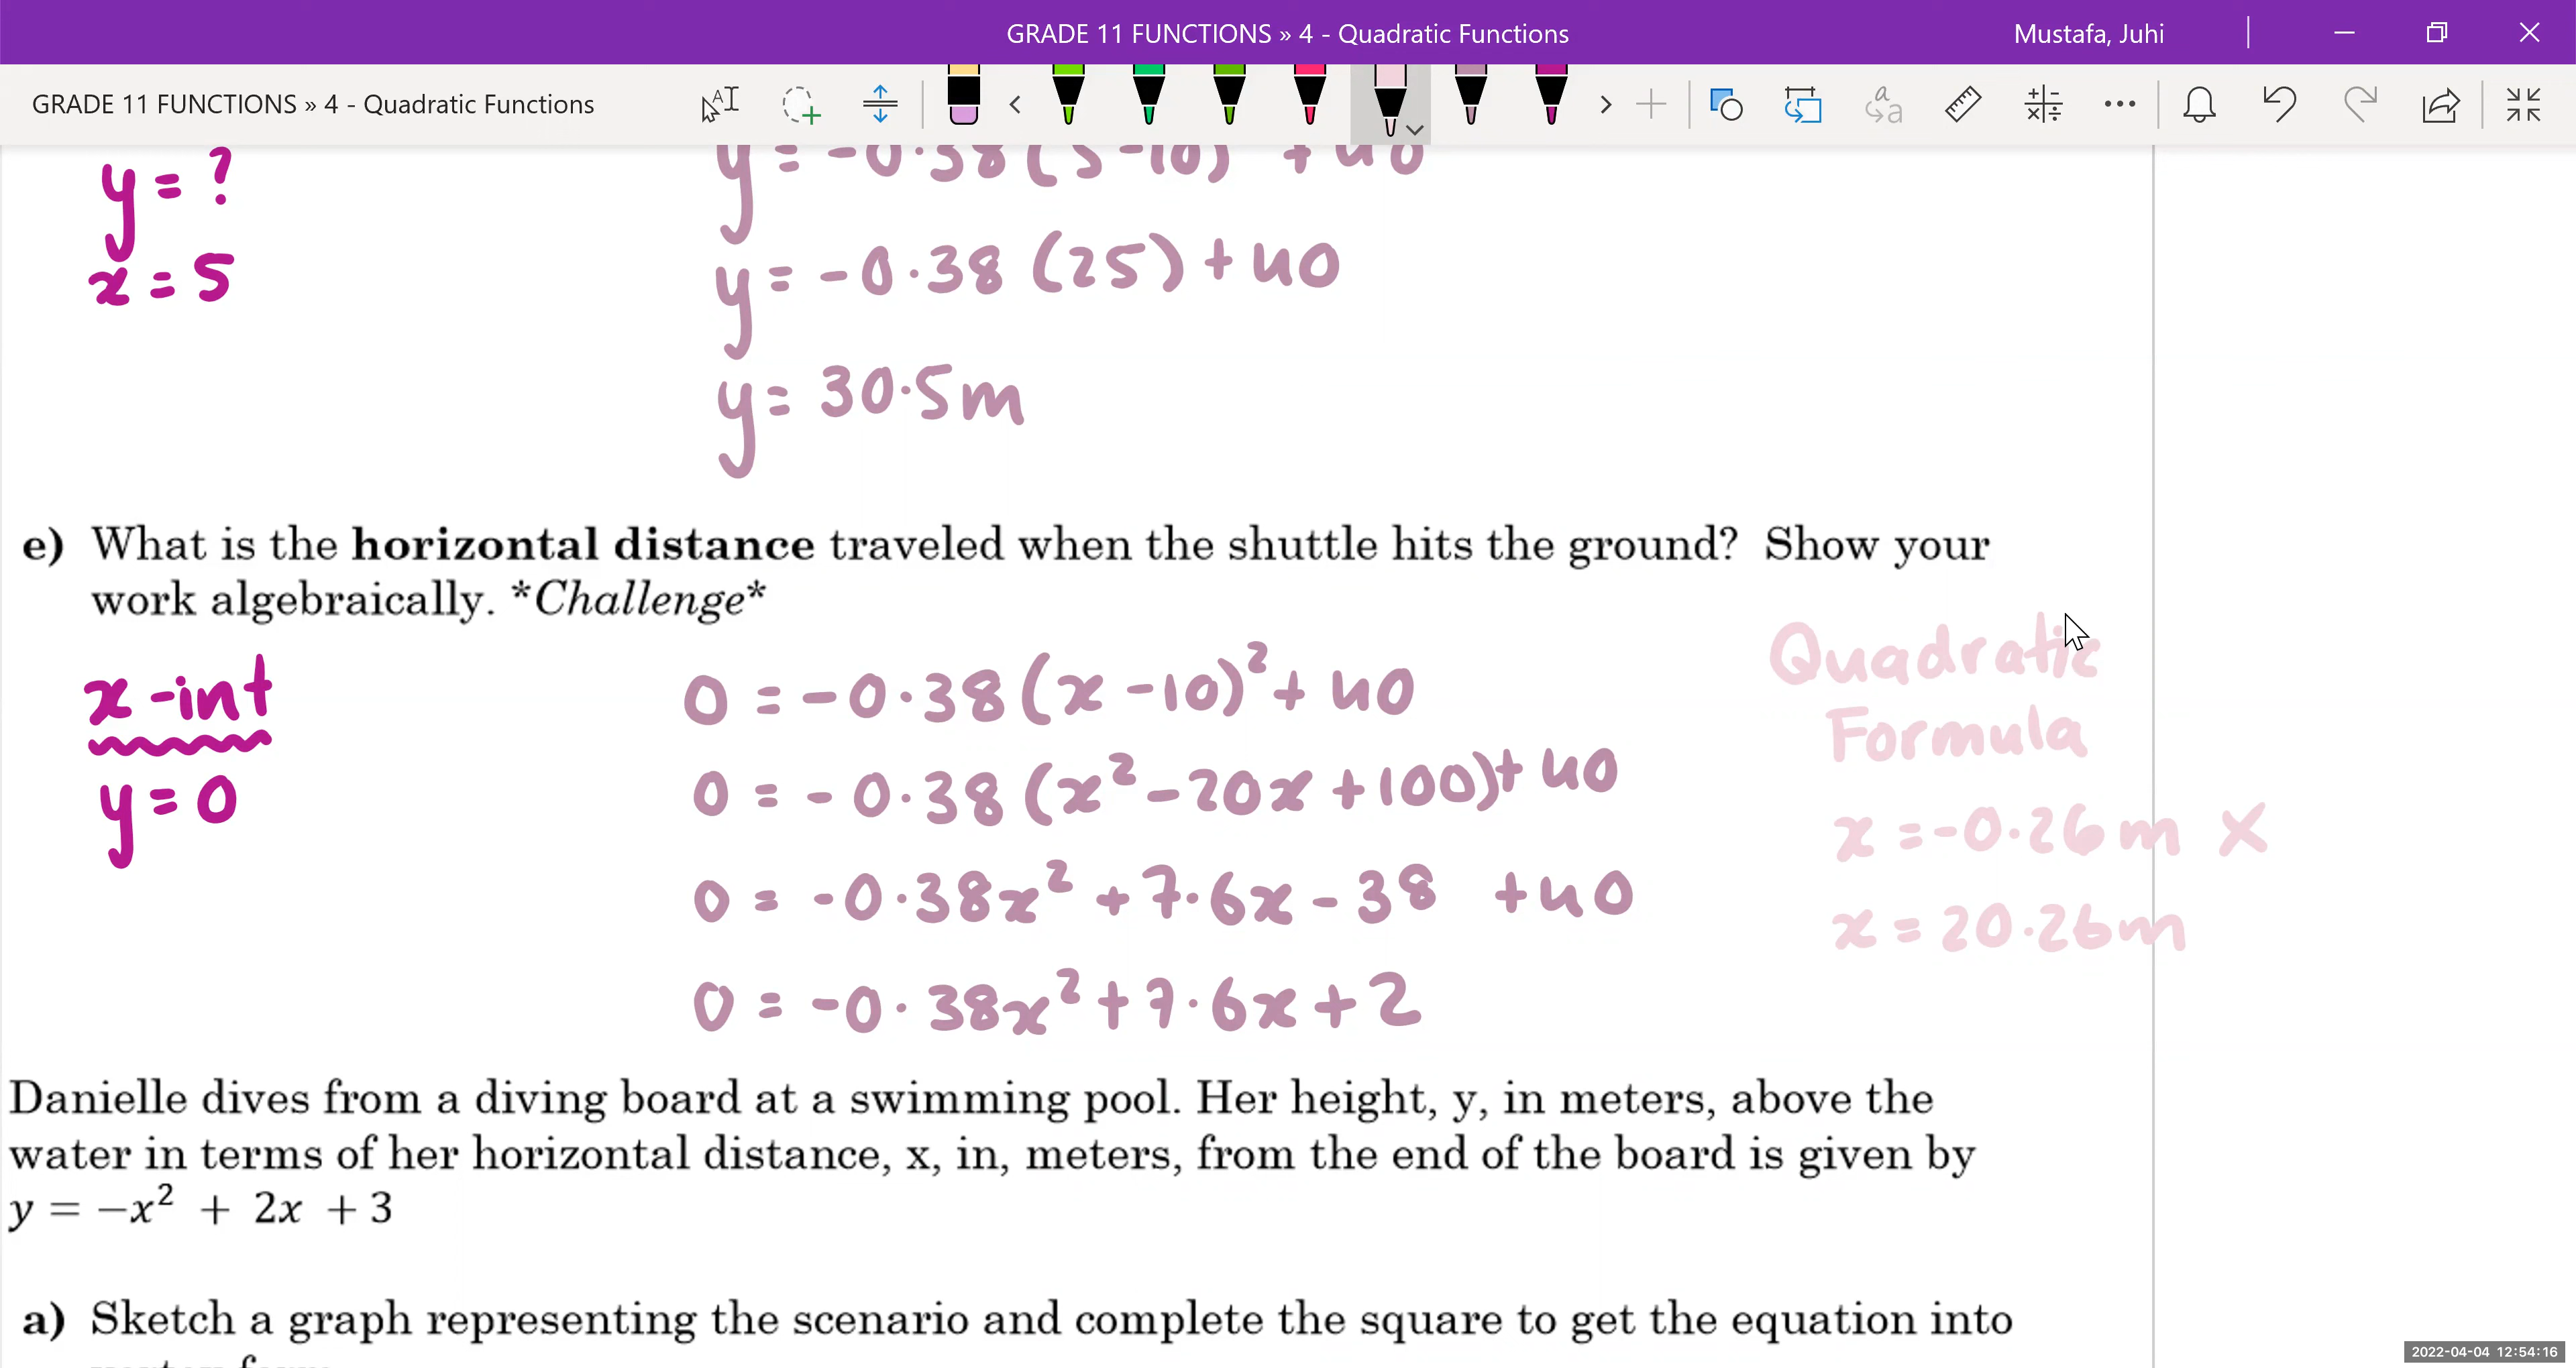 GRADE 11 FUNCTIONS » 4 - Quadratic Functions
Mustafa, Juhi
GRADE 11 FUNCTIONS » 4 - Quadratic Functions
y = ?
x = 5
y = -0.38 (5-10) + 40
y = -0.38 (25) + 40
y = 30.5m
e) What is the horizontal distance traveled when the shuttle hits the ground? Show your
work algebraically. *Challenge*
x-int
y = 0
0 = -0.38 (x - 10)² + 40
0 = -0.38 (x² - 20x + 100) + 40
0 = -0.38x² + 7.6x - 38 + 40
0 = -0.38x² + 7.6x + 2
Quadratic
Formula
x = -0.26m X
x = 20.26m
Danielle dives from a diving board at a swimming pool. Her height, y, in meters, above the
water in terms of her horizontal distance, x, in, meters, from the end of the board is given by
y = −x² + 2x + 3
a) Sketch a graph representing the scenario and complete the square to get the equation into
2022-04-04 12:54:16